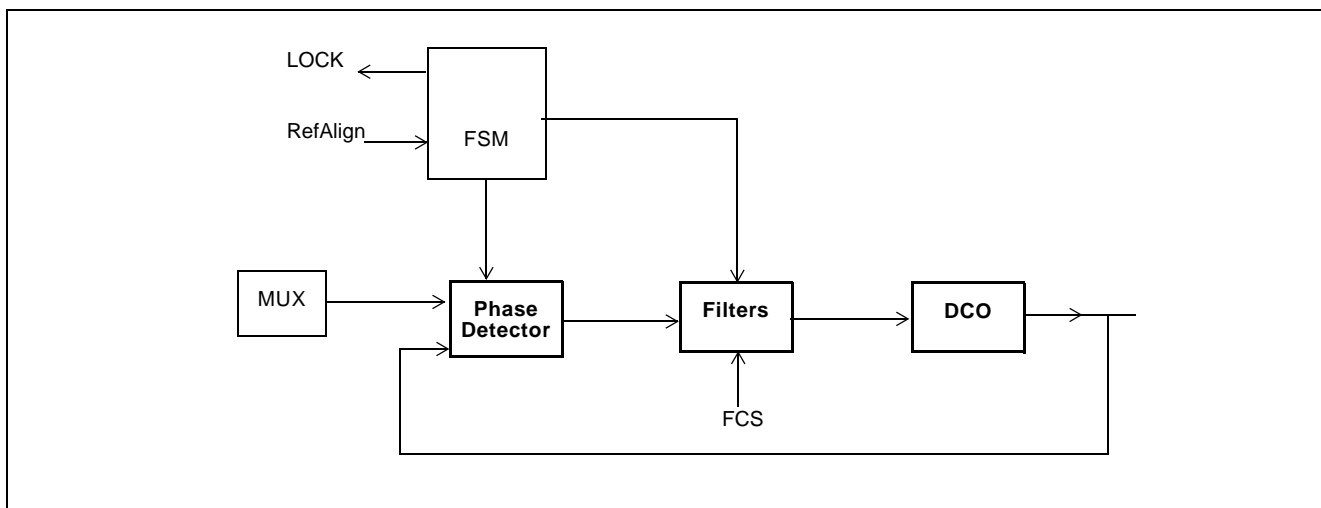 LOCK
RefAlign
FSM
MUX
Phase
Detector
Filters
DCO
FCS